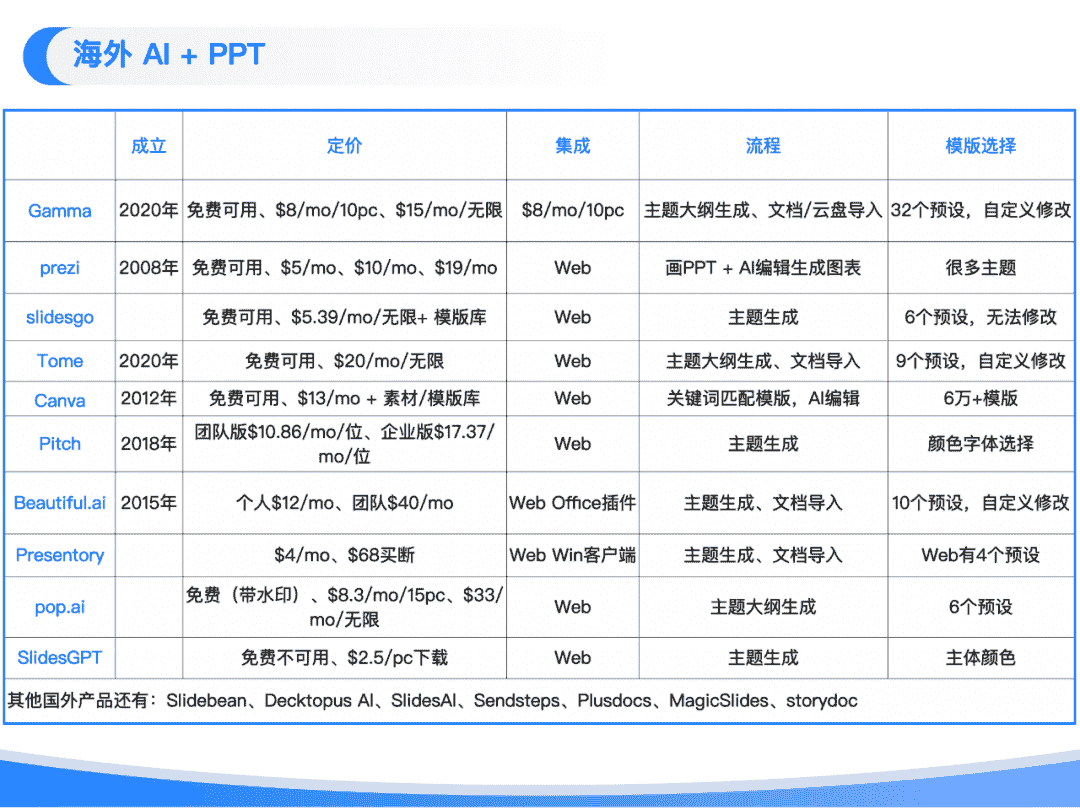 海外 AI + PPT
成立 定价 集成 流程 模版选择
Gamma 2020年 免费可用、$8/mo/10pc、$15/mo/无限 $8/mo/10pc 主题大纲生成、文档/云盘导入 32个预设，自定义修改
prezi 2008年 免费可用、$5/mo、$10/mo、$19/mo Web 画PPT + AI编辑生成图表 很多主题
slidesgo 免费可用、$5.39/mo/无限+ 模版库 Web 主题生成 6个预设，无法修改
Tome 2020年 免费可用、$20/mo/无限 Web 主题大纲生成、文档导入 9个预设，自定义修改
Canva 2012年 免费可用、$13/mo + 素材/模版库 Web 关键词匹配模版，AI编辑 6万+模版
Pitch 2018年 团队版$10.86/mo/位、企业版$17.37/
mo/位 Web 主题生成 颜色字体选择
Beautiful.ai 2015年 个人$12/mo、团队$40/mo Web Office插件 主题生成、文档导入 10个预设，自定义修改
Presentory $4/mo、$68买断 Web Win客户端 主题生成、文档导入 Web有4个预设
pop.ai 免费（带水印）、$8.3/mo/15pc、$33/
mo/无限 Web 主题大纲生成 6个预设
SlidesGPT 免费不可用、$2.5/pc下载 Web 主题生成 主体颜色
其他国外产品还有：Slidebean、Decktopus AI、SlidesAI、Sendsteps、Plusdocs、MagicSlides、storydoc